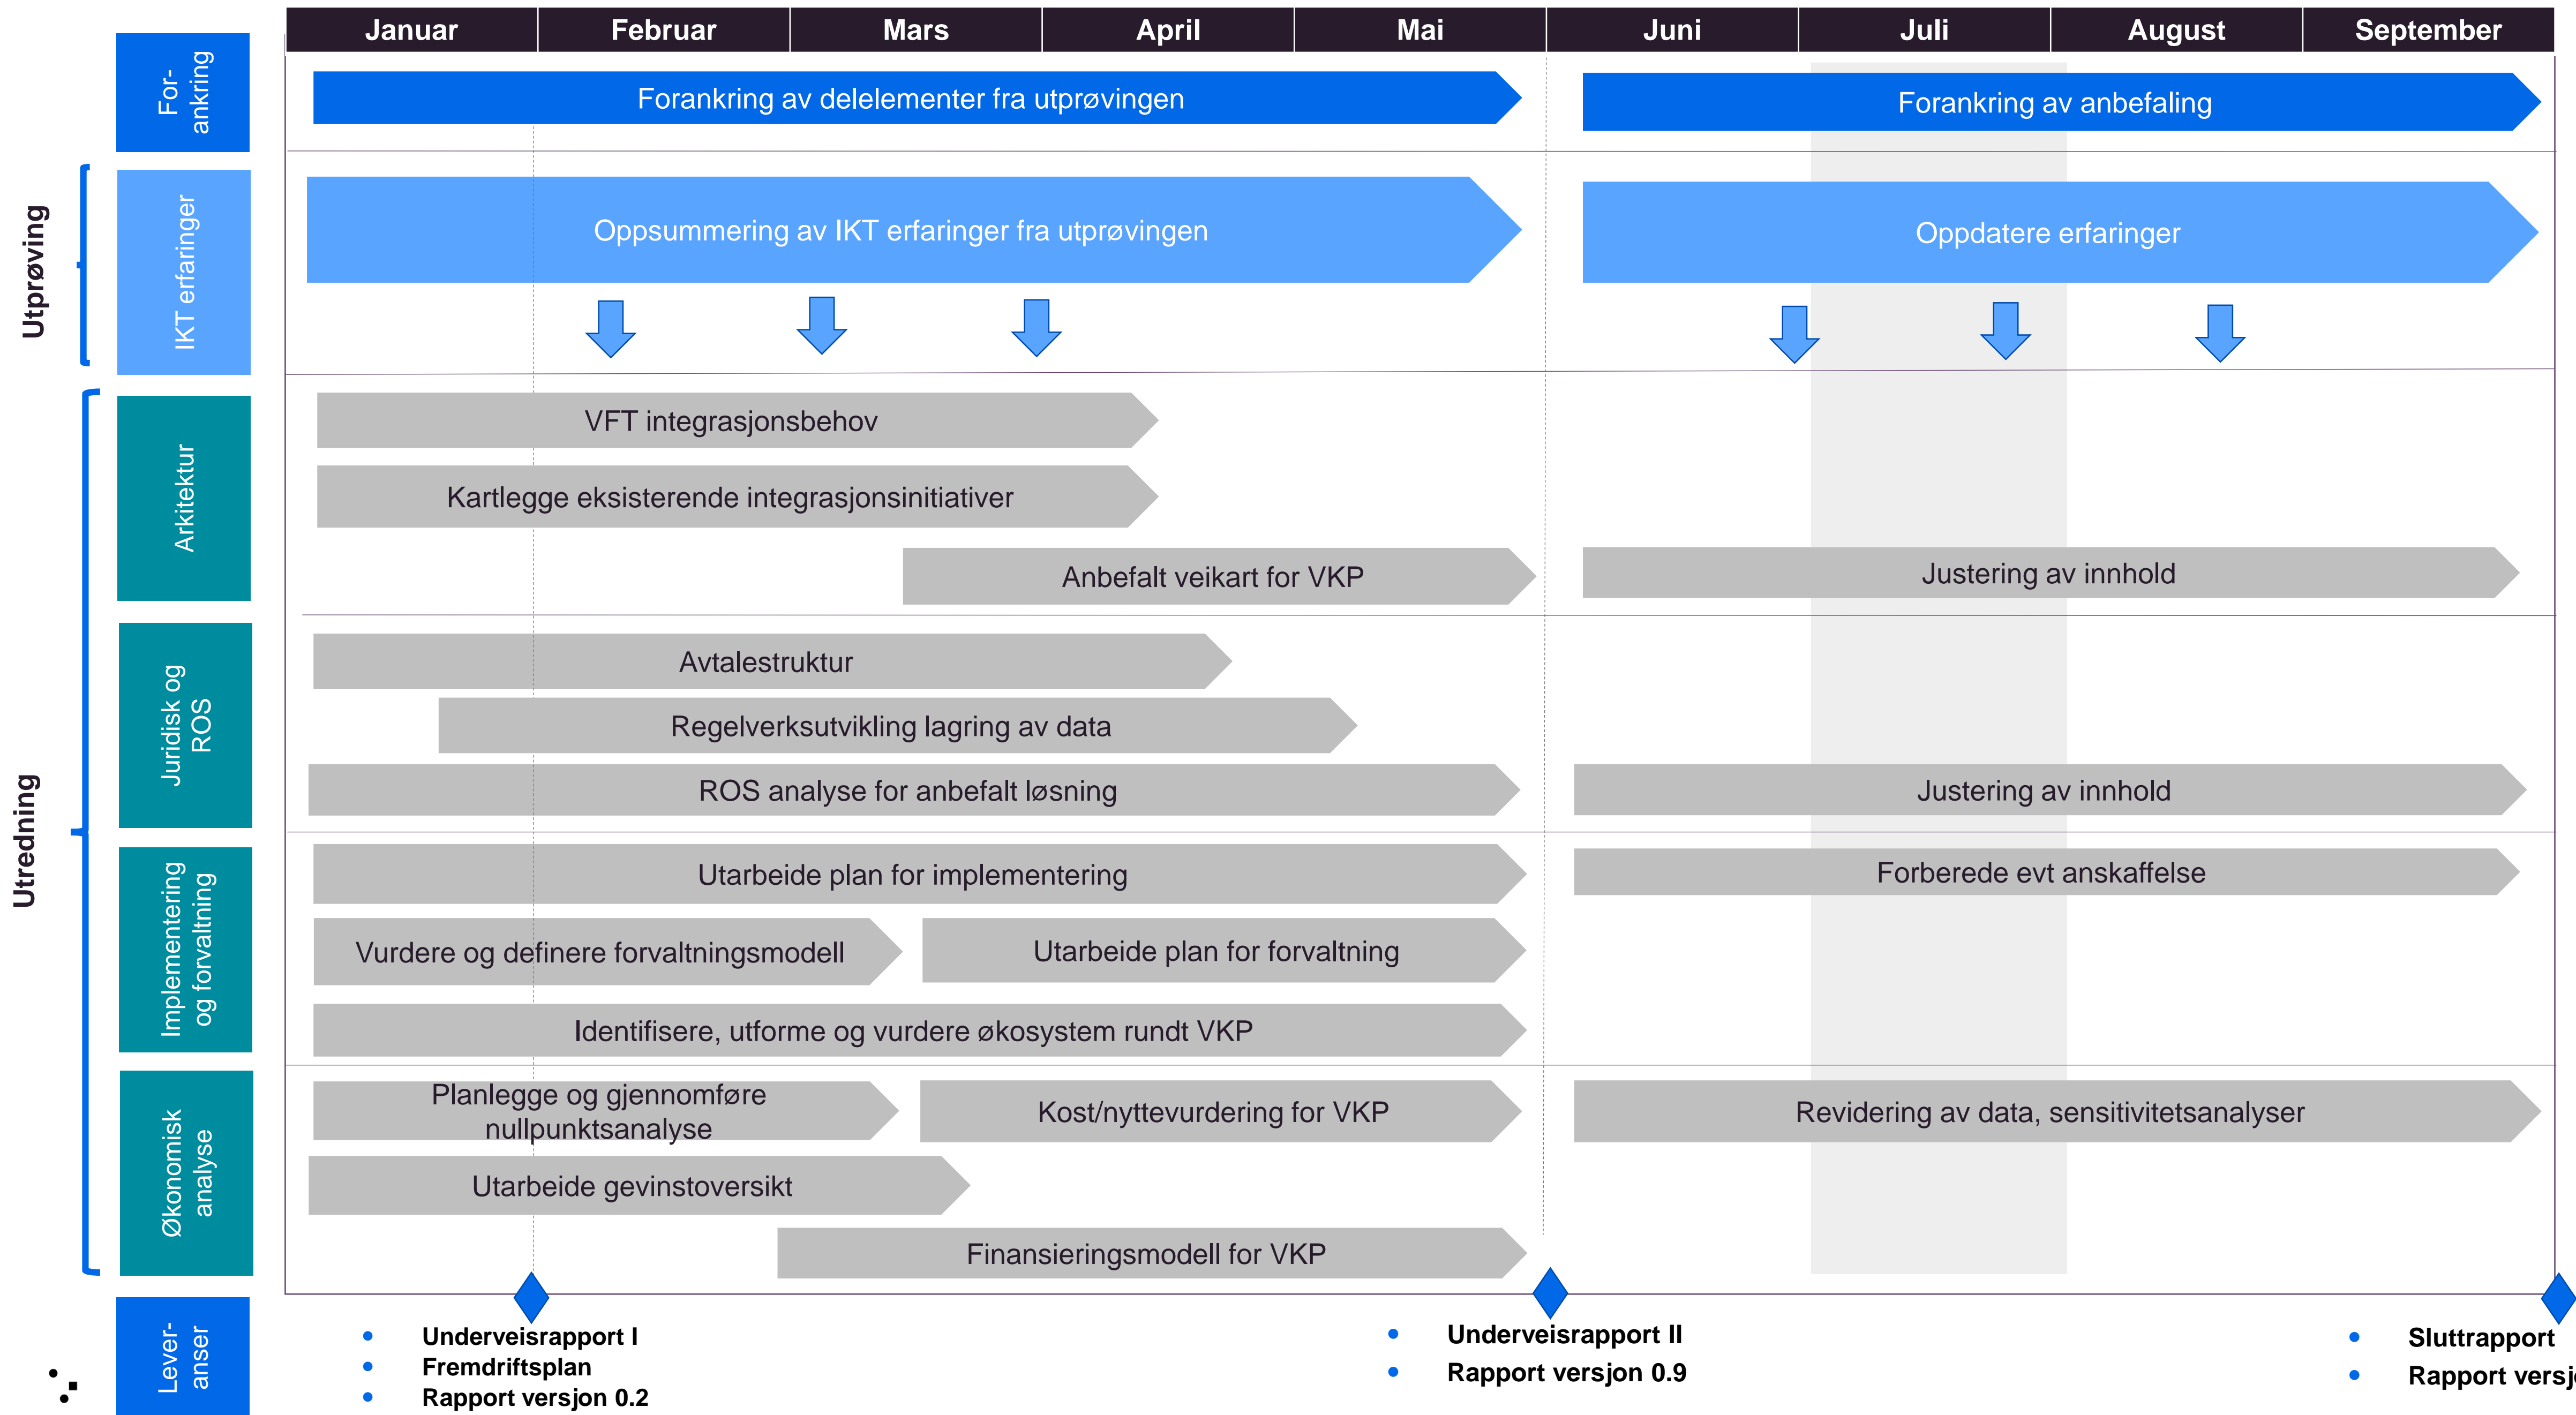 Januar
Februar
Mars
April
Mai
Juni
Juli
August
September
For-
ankring
Forankring av delelementer fra utprøvingen
Forankring av anbefaling
Utprøving
IKT erfaringer
Oppsummering av IKT erfaringer fra utprøvingen
Oppdatere erfaringer
Utredning
Arkitektur
VFT integrasjonsbehov
Kartlegge eksisterende integrasjonsinitiativer
Anbefalt veikart for VKP
Justering av innhold
Juridisk og
ROS
Avtalestruktur
Regelverksutvikling lagring av data
ROS analyse for anbefalt løsning
Justering av innhold
Implementering
og forvaltning
Utarbeide plan for implementering
Forberede evt anskaffelse
Vurdere og definere forvaltningsmodell
Utarbeide plan for forvaltning
Identifisere, utforme og vurdere økosystem rundt VKP
Økonomisk
analyse
Planlegge og gjennomføre
nullpunktsanalyse
Kost/nyttevurdering for VKP
Revidering av data, sensitivitetsanalyser
Utarbeide gevinstoversikt
Finansieringsmodell for VKP
Lever-
anser
• Underveisrapport I
• Fremdriftsplan
• Rapport versjon 0.2
• Underveisrapport II
• Rapport versjon 0.9
• Sluttrapport
• Rapport